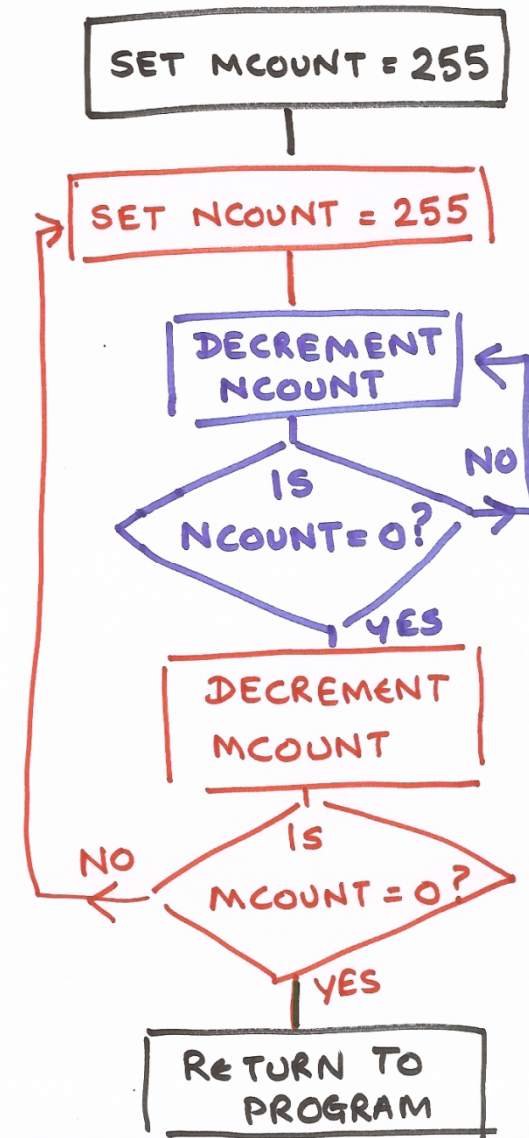 SET MCOUNT = 255
SET NCOUNT = 255
DECREMENT
NCOUNT
NO
IS
NCOUNT = 0?
YES
DECREMENT
MCOUNT
IS
NO
MCOUNT = 0?
YES
RETURN TO
PROGRAM